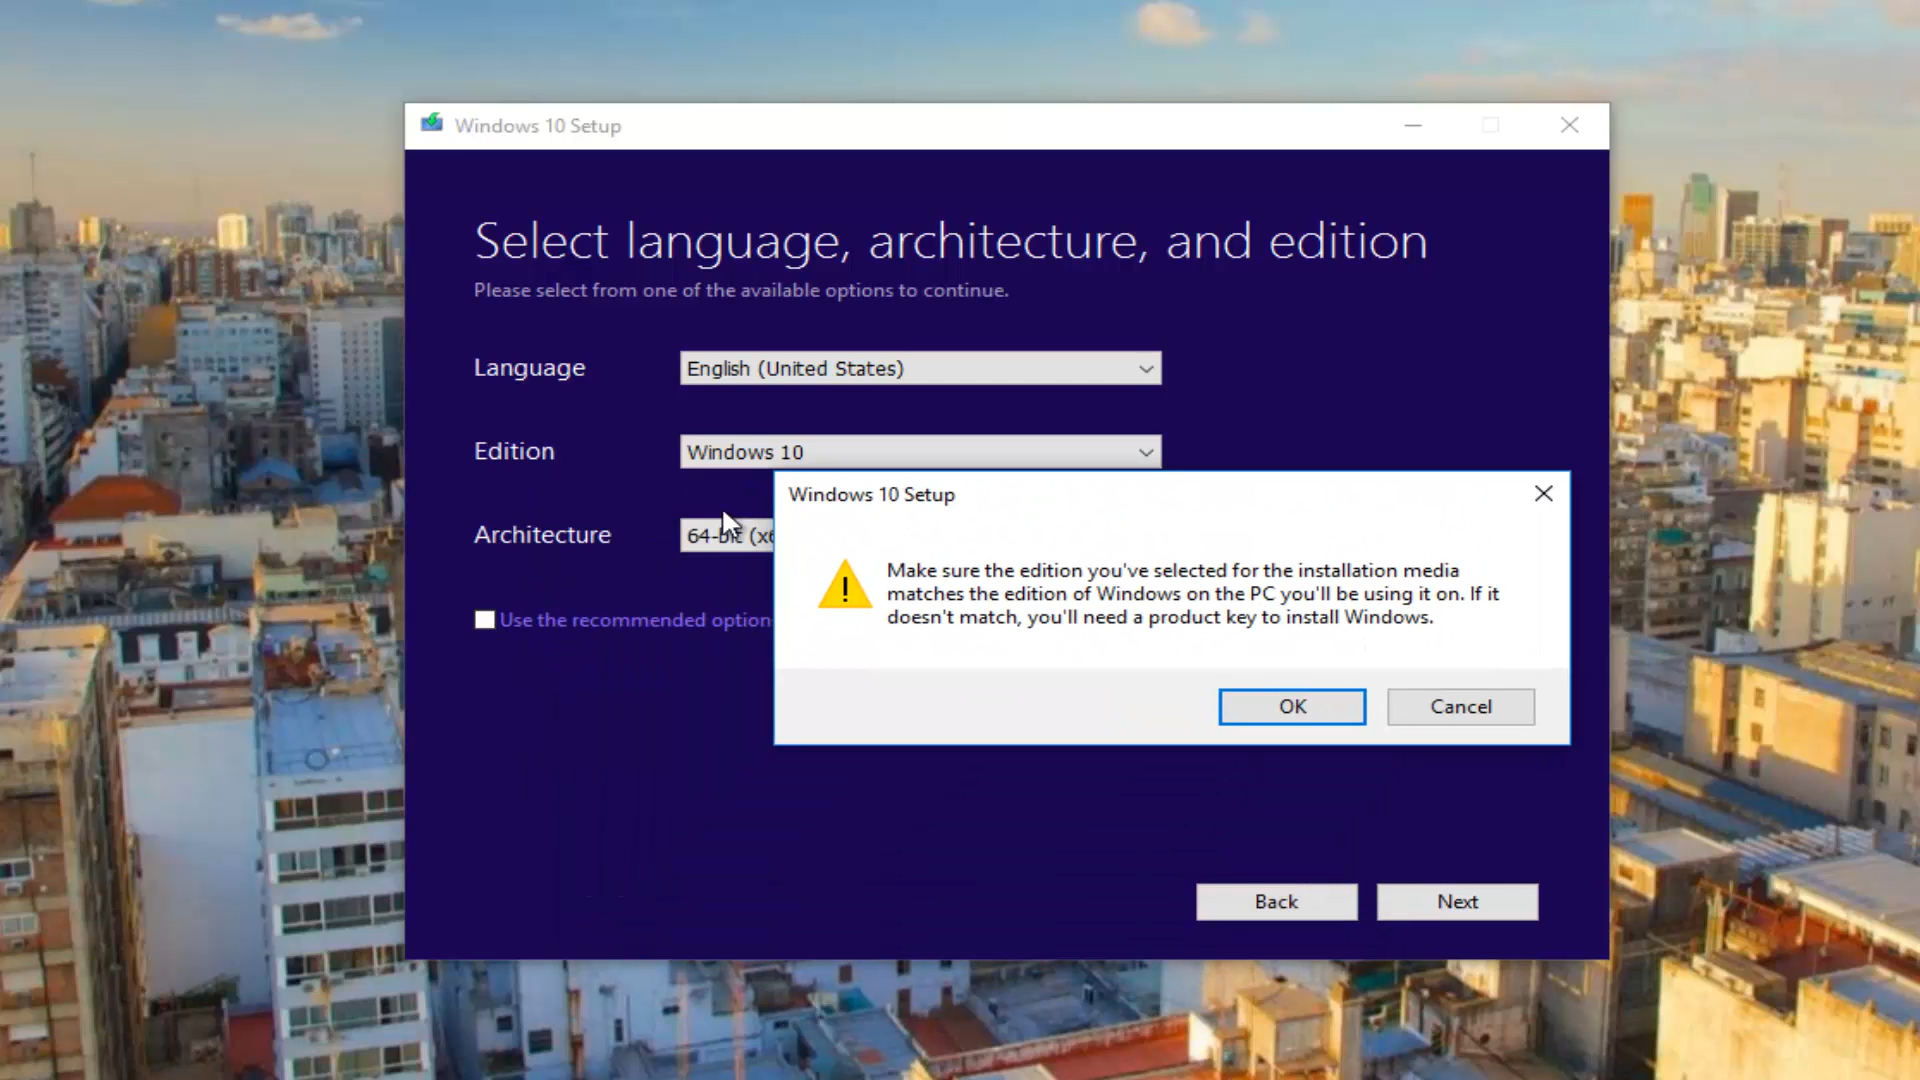 Windows 10 Setup
Select language, architecture, and edition
Please select from one of the available options to continue.
Language
English (United States)
Edition
Windows 10
Architecture
64-bit (x6
Use the recommended option
Windows 10 Setup
Make sure the edition you've selected for the installation media
matches the edition of Windows on the PC you'll be using it on. If it
doesn't match, you'll need a product key to install Windows.
OK
Cancel
Back
Next